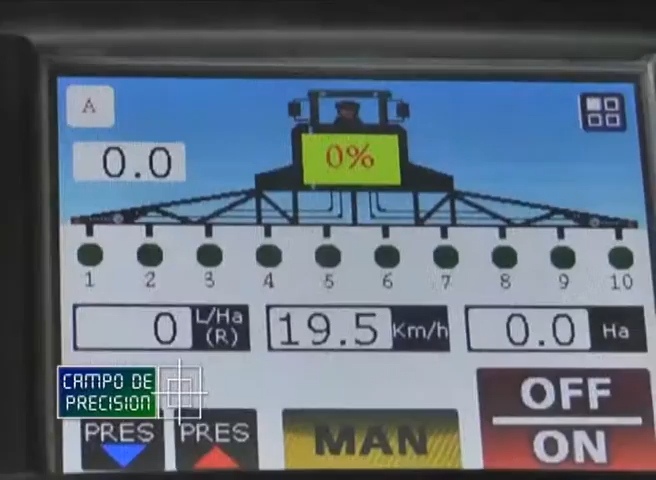 A
0.0
0%
1 2 3 4 5 6 7 8 9 10
0 L/Ha (R) 19.5 Km/h 0.0 Ha
CAMPO DE
PRECISION
PRES PRES MAN OFF
ON